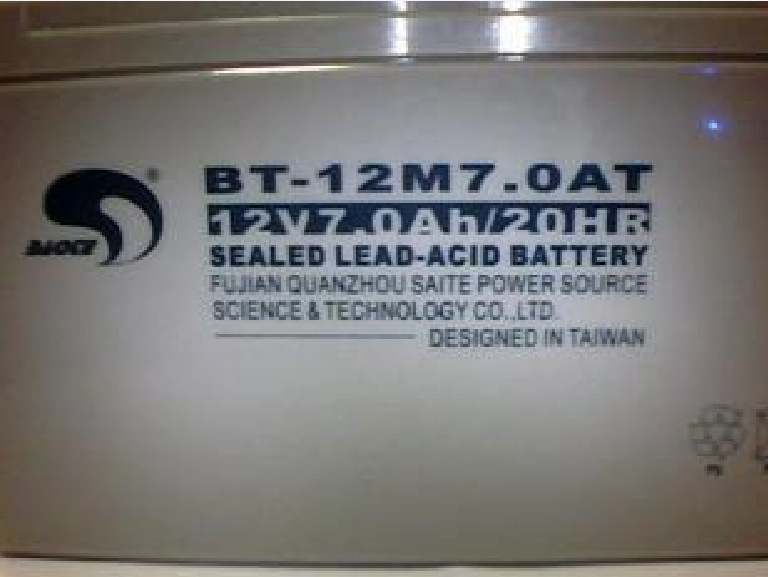 BT-12M7.0AT
12V7.0Ah/20HR
SEALED LEAD-ACID BATTERY
FUJIAN QUANZHOU SAITE POWER SOURCE
SCIENCE & TECHNOLOGY CO.,LTD.
DESIGNED IN TAIWAN